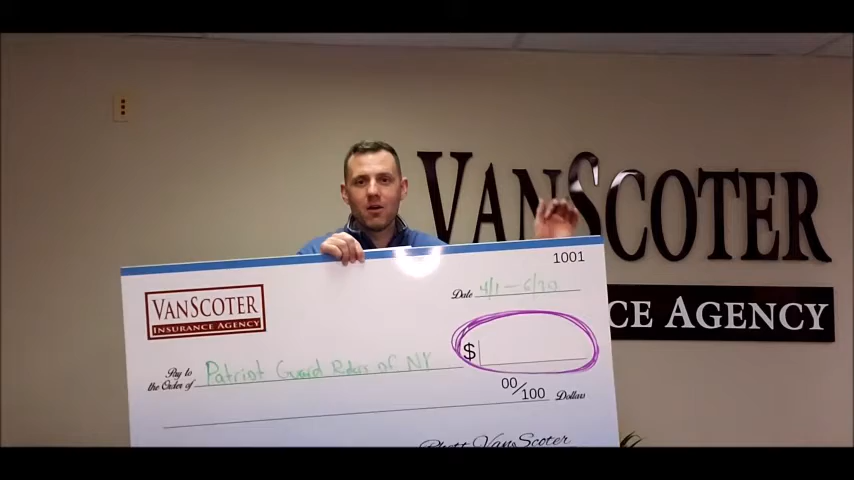 VANSCOTER
CE AGENCY
1001
VANSCOTER
INSURANCE AGENCY
Date 4/1 - 6/30
$
Pay to
the Order of Patriot Guard Riders of NY
00/100 Dollars
VanScoter